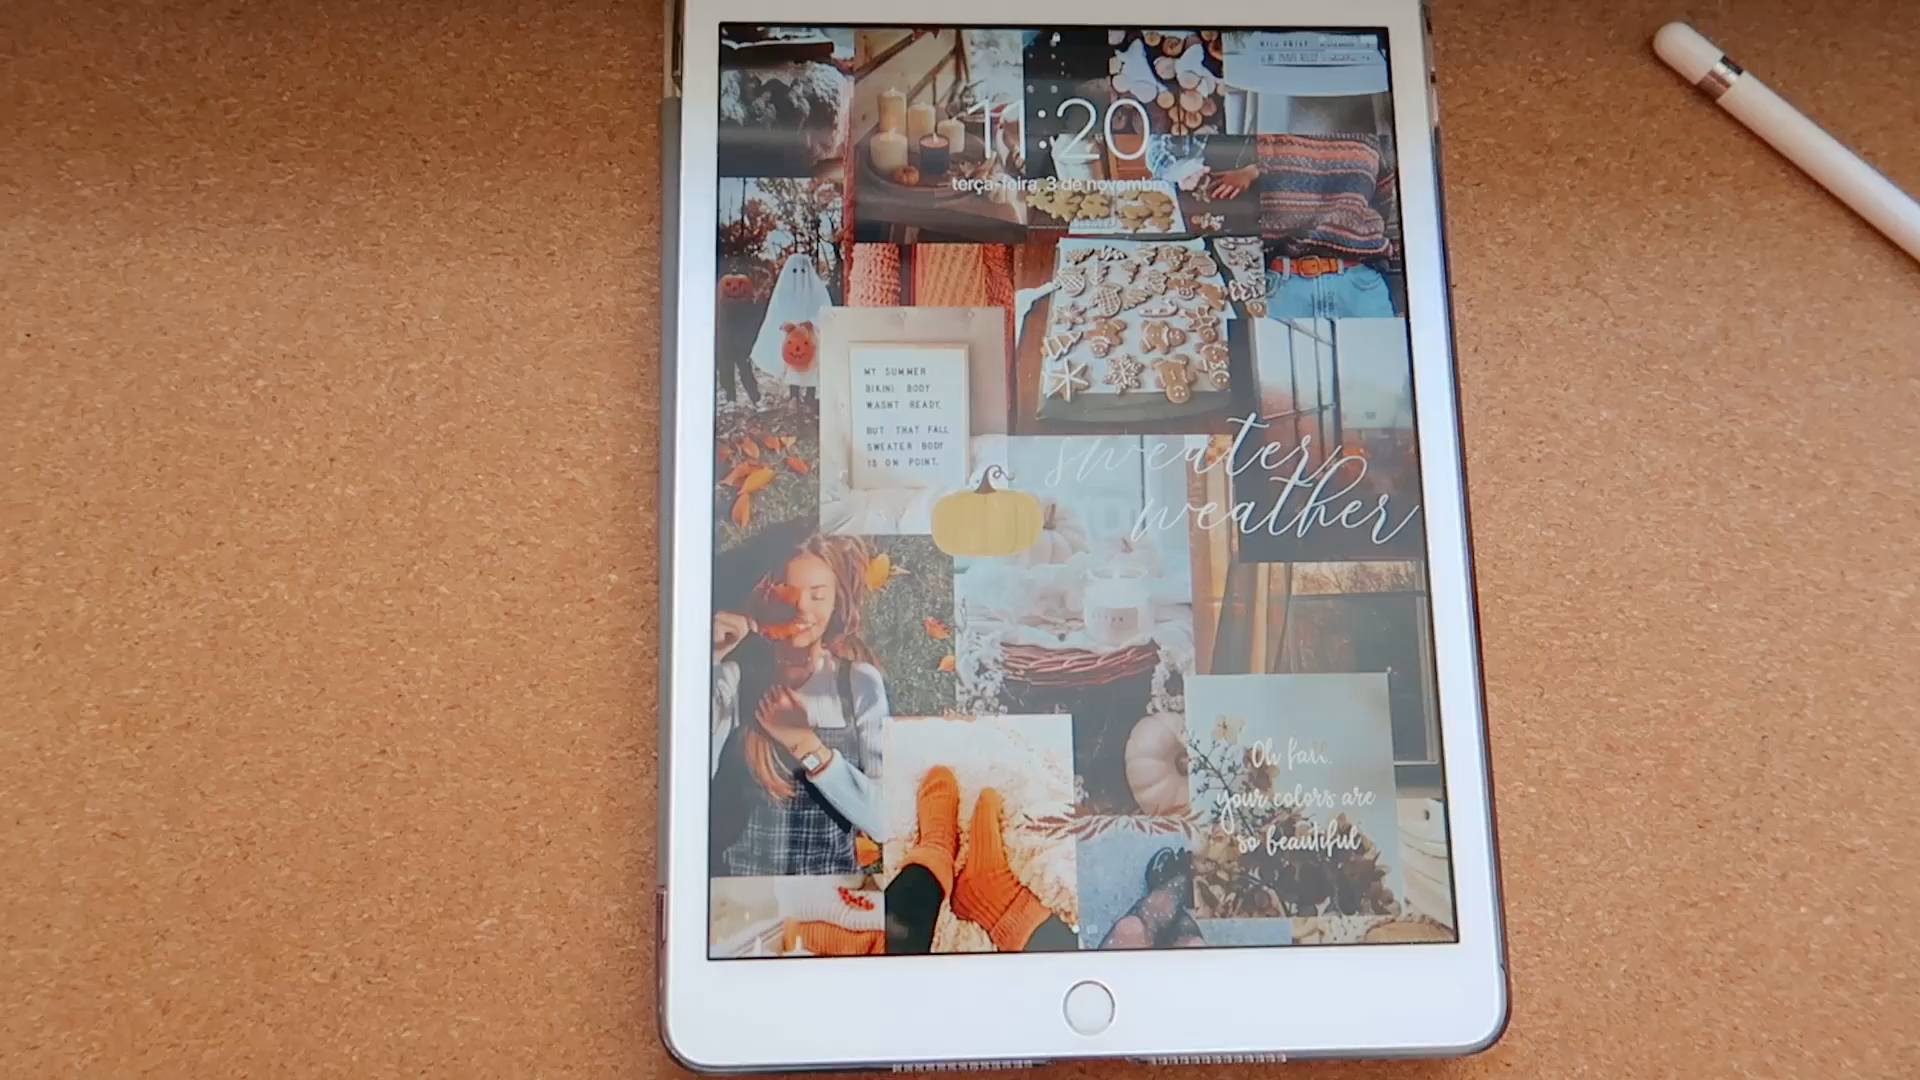 11:20
terça-feira, 3 de novembro
MY SUMMER
BIKINI BODY
WASNT READY,
BUT THAT FALL
SWEATER BODY
IS ON POINT.
sweater
weather
Oh fall,
your colors are
so beautiful